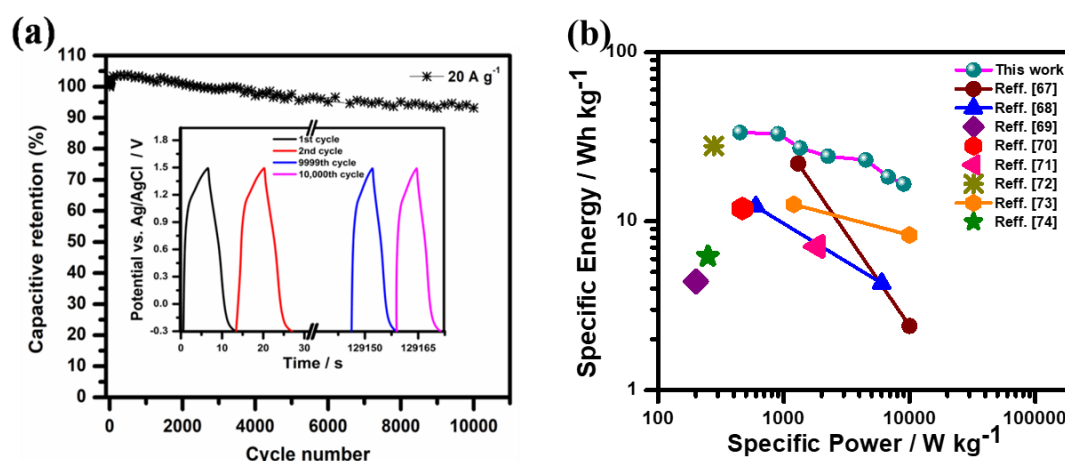 (a)
110
100
90
80
70
60
50
40
30
20
10
0
Capacitive retention (%)
20 A g⁻¹
1st cycle
2nd cycle
9999th cycle
10,000th cycle
1.8
1.5
1.2
0.9
0.6
0.3
0.0
-0.3
Potential vs. Ag/AgCl / V
0 10 20 30 129150 129165
Time / s
0 2000 4000 6000 8000 10000
Cycle number
(b)
100
10
1
Specific Energy / Wh kg⁻¹
This work
Reff. [67]
Reff. [68]
Reff. [69]
Reff. [70]
Reff. [71]
Reff. [72]
Reff. [73]
Reff. [74]
100 1000 10000 100000
Specific Power / W kg⁻¹